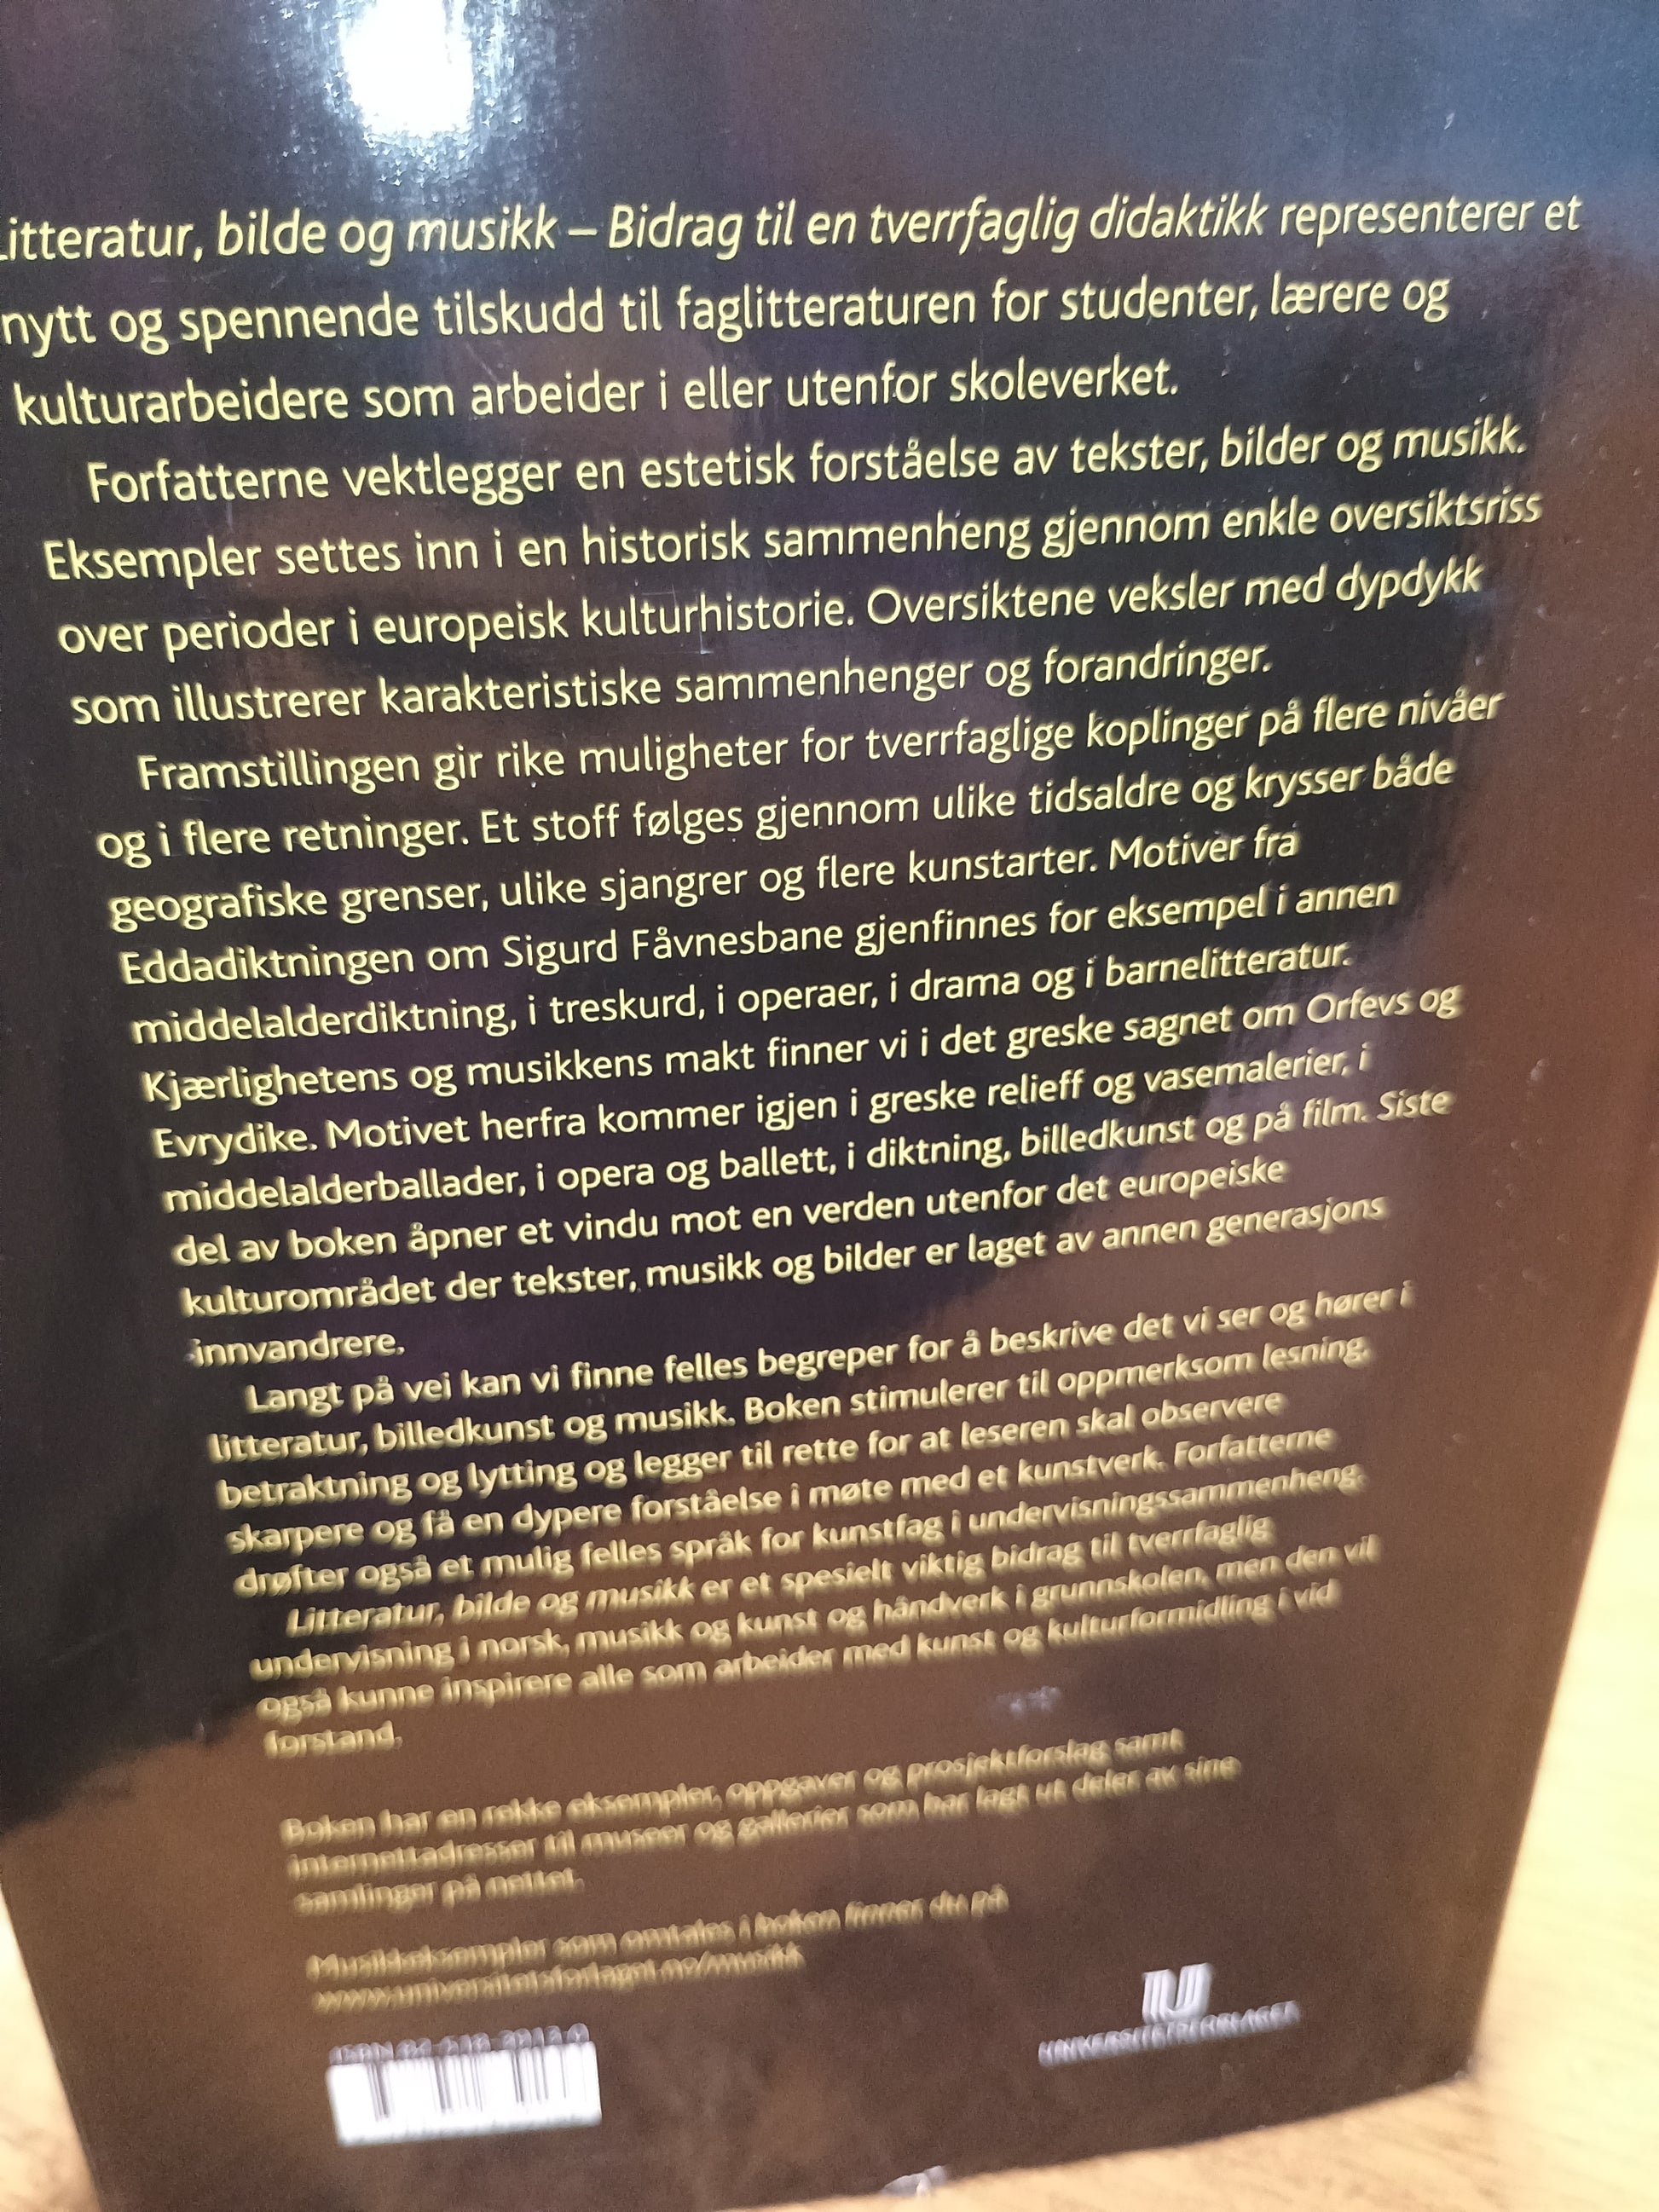 Litteratur, bilde og musikk – Bidrag til en tverrfaglig didaktikk representerer et
nytt og spennende tilskudd til faglitteraturen for studenter, lærere og
kulturarbeidere som arbeider i eller utenfor skoleverket.
Forfatterne vektlegger en estetisk forståelse av tekster, bilder og musikk.
Eksempler settes inn i en historisk sammenheng gjennom enkle oversiktsriss
over perioder i europeisk kulturhistorie. Oversiktene veksler med dypdykk
som illustrerer karakteristiske sammenhenger og forandringer.
Framstillingen gir rike muligheter for tverrfaglige koplinger på flere nivåer
og i flere retninger. Et stoff følges gjennom ulike tidsaldre og krysser både
geografiske grenser, ulike sjangrer og flere kunstarter. Motiver fra
Eddadiktningen om Sigurd Fåvnesbane gjenfinnes for eksempel i annen
middelalderdiktning, i treskurd, i operaer, i drama og i barnelitteratur.
Kjærlighetens og musikkens makt finner vi i det greske sagnet om Orfevs og
Evrydike. Motivet herfra kommer igjen i greske relieff og vasemalerier, i
middelalderballader, i opera og ballett, i diktning, billedkunst og på film. Siste
del av boken åpner et vindu mot en verden utenfor det europeiske
kulturområdet der tekster, musikk og bilder er laget av annen generasjons
innvandrere.
Langt på vei kan vi finne felles begreper for å beskrive det vi ser og hører i
litteratur, billedkunst og musikk. Boken stimulerer til oppmerksom lesning,
betraktning og lytting og legger til rette for at leseren skal observere
skarpere og få en dypere forståelse i møte med et kunstverk. Forfatterne
drøfter også et mulig felles språk for kunstfag i undervisningssammenheng.
Litteratur, bilde og musikk er et spesielt viktig bidrag til tverrfaglig
undervisning i norsk, musikk og kunst og håndverk i grunnskolen, men den vil
også kunne inspirere alle som arbeider med kunst og kulturformidling i vid
forstand.
Boken har en rekke eksempler, oppgaver og prosjektforslag samt
internettadresser til museer og gallerier som har lagt ut deler av sine
samlinger på nettet.
Musikkeksempler som omtales i boken finner du på
www.universitetsforlaget.no/musikk
UNIVERSITETSFORLAGET